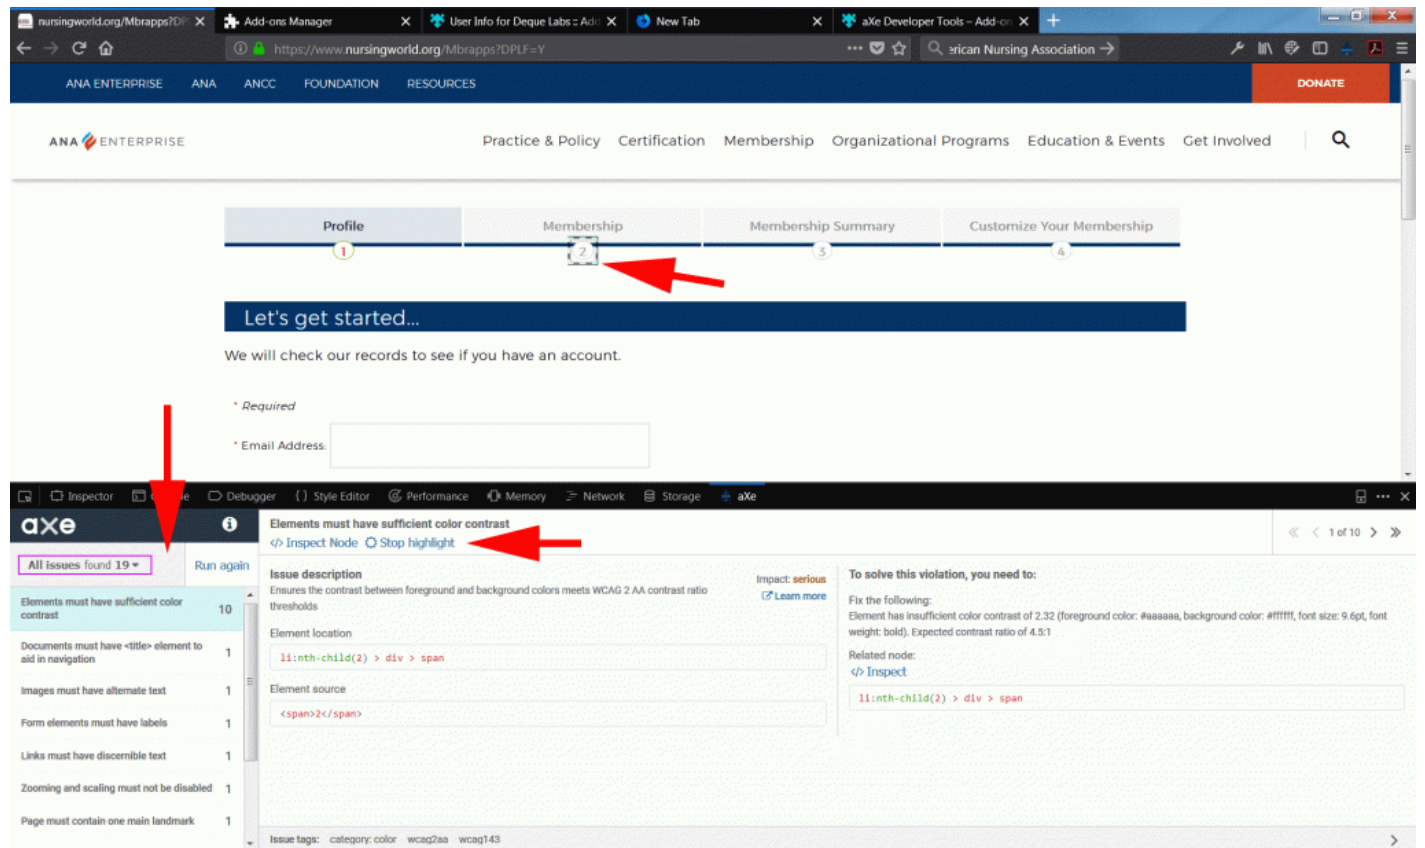 nursingworld.org/Mbrapps?DP
Add-ons Manager
User Info for Deque Labs :: Add
New Tab
aXe Developer Tools – Add-on
https://www.nursingworld.org/Mbrapps?DPLF=Y
erican Nursing Association
ANA ENTERPRISE ANA ANCC FOUNDATION RESOURCES DONATE
ANA ENTERPRISE
Practice & Policy Certification Membership Organizational Programs Education & Events Get Involved
Profile Membership Membership Summary Customize Your Membership
1 2 3 4
Let's get started...
We will check our records to see if you have an account.
* Required
* Email Address:
Inspector Debugger {} Style Editor Performance Memory Network Storage aXe
axe
All issues found 19
Run again
Elements must have sufficient color contrast 10
Documents must have <title> element to aid in navigation 1
Images must have alternate text 1
Form elements must have labels 1
Links must have discernible text 1
Zooming and scaling must not be disabled 1
Page must contain one main landmark 1
Elements must have sufficient color contrast
</> Inspect Node Stop highlight
1 of 10
Issue description
Impact: serious
Ensures the contrast between foreground and background colors meets WCAG 2 AA contrast ratio
thresholds
Learn more
Element location
li:nth-child(2) > div > span
Element source
<span>2</span>
To solve this violation, you need to:
Fix the following:
Element has insufficient color contrast of 2.32 (foreground color: #aaaaaa, background color: #ffffff, font size: 9.6pt, font
weight: bold). Expected contrast ratio of 4.5:1
Related node:
</> Inspect
li:nth-child(2) > div > span
Issue tags: category: color wcag2aa wcag143